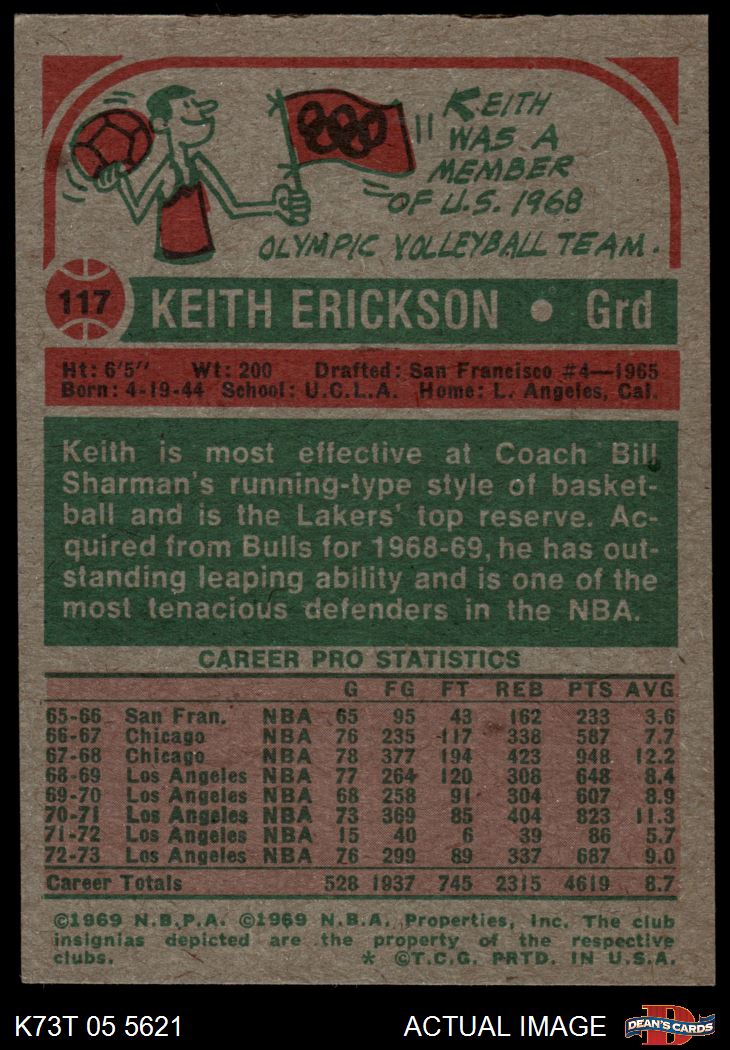 KEITH
WAS A
MEMBER
OF U.S. 1968
OLYMPIC VOLLEYBALL TEAM.
117 KEITH ERICKSON • Grd
Ht: 6'5" Wt: 200 Drafted: San Francisco #4—1965
Born: 4-19-44 School: U.C.L.A. Home: L. Angeles, Cal.
Keith is most effective at Coach Bill
Sharman's running-type style of basket-
ball and is the Lakers' top reserve. Ac-
quired from Bulls for 1968-69, he has out-
standing leaping ability and is one of the
most tenacious defenders in the NBA.
CAREER PRO STATISTICS
G FG FT REB PTS AVG
65-66 San Fran. NBA 65 95 43 162 233 3.6
66-67 Chicago NBA 76 235 117 338 587 7.7
67-68 Chicago NBA 78 377 194 423 948 12.2
68-69 Los Angeles NBA 77 264 120 308 648 8.4
69-70 Los Angeles NBA 68 258 91 304 607 8.9
70-71 Los Angeles NBA 73 369 85 404 823 11.3
71-72 Los Angeles NBA 15 40 6 39 86 5.7
72-73 Los Angeles NBA 76 299 89 337 687 9.0
Career Totals 528 1937 745 2315 4619 8.7
©1969 N.B.P.A. ©1969 N.B.A. Properties, Inc. The club
insignias depicted are the property of the respective
clubs. * ©T.C.G. PRTD. IN U.S.A.
K73T 05 5621 ACTUAL IMAGE D DEAN'S CARDS